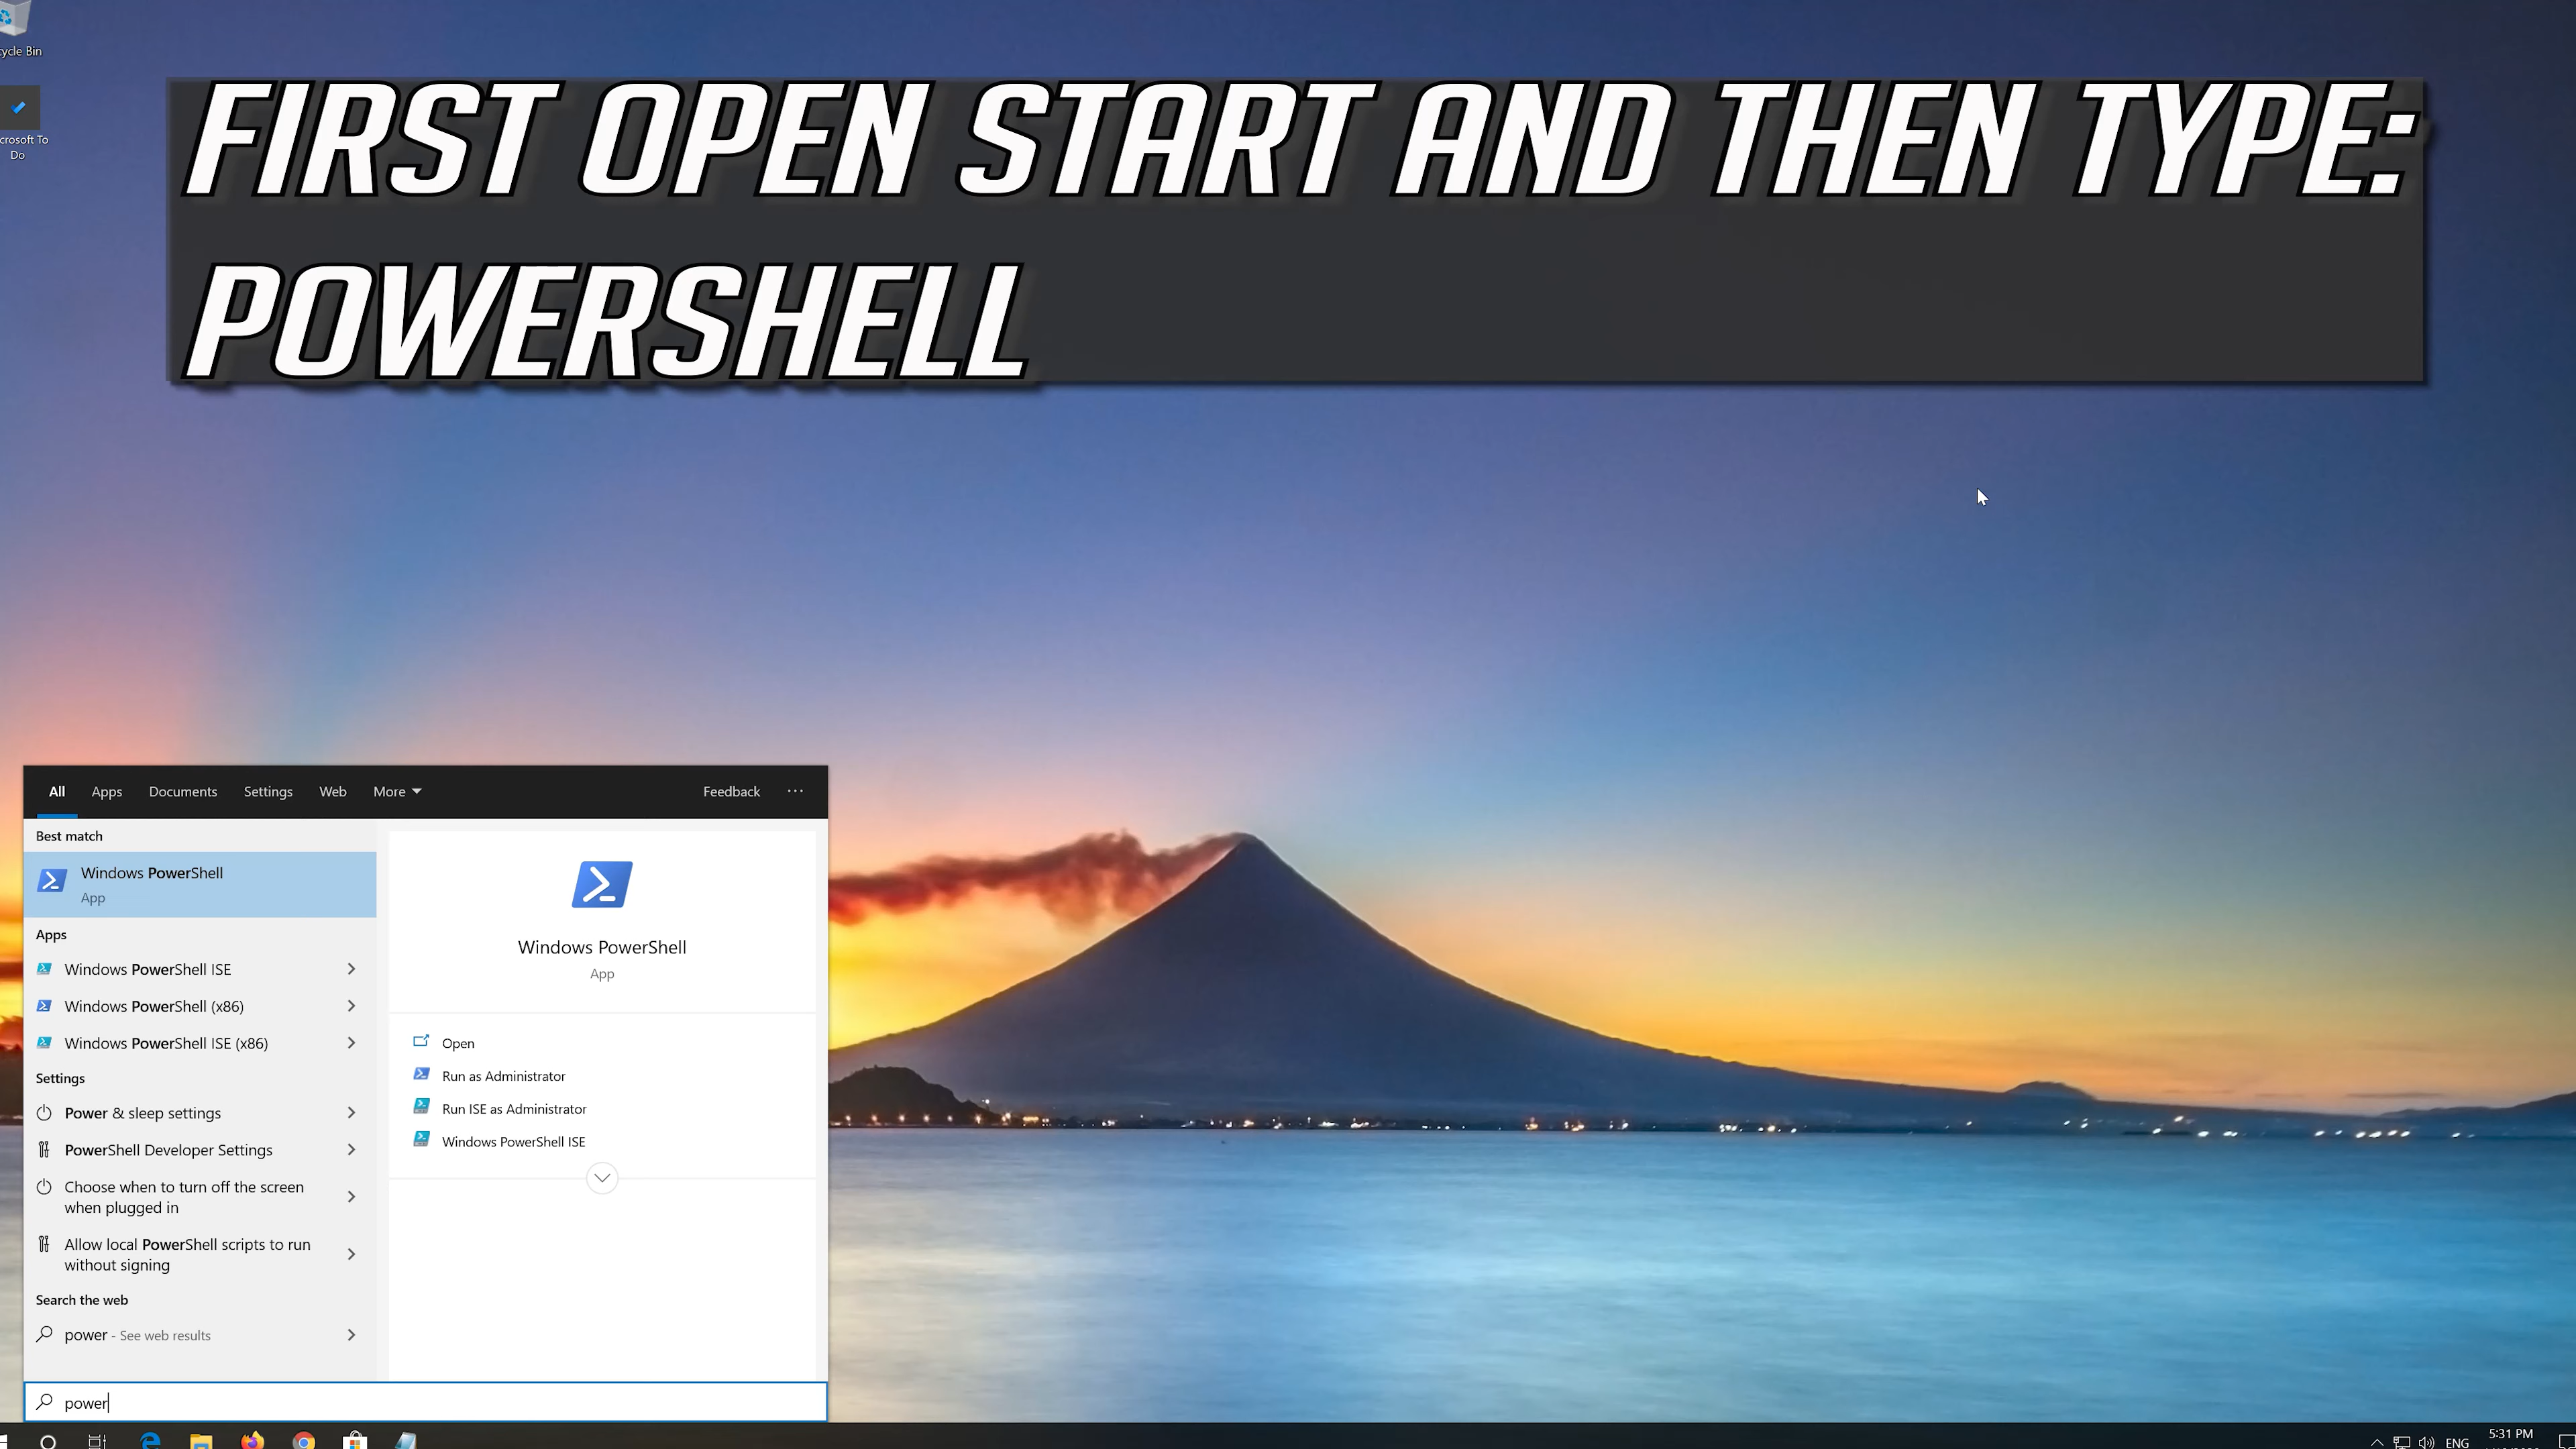 cycle Bin
crosoft To
Do
FIRST OPEN START AND THEN TYPE:
POWERSHELL
All Apps Documents Settings Web More Feedback ...
Best match
Windows PowerShell
App
Apps
Windows PowerShell ISE
Windows PowerShell (x86)
Windows PowerShell ISE (x86)
Settings
Power & sleep settings
PowerShell Developer Settings
Choose when to turn off the screen
when plugged in
Allow local PowerShell scripts to run
without signing
Search the web
power - See web results
power
Windows PowerShell
App
Open
Run as Administrator
Run ISE as Administrator
Windows PowerShell ISE
ENG
5:31 PM